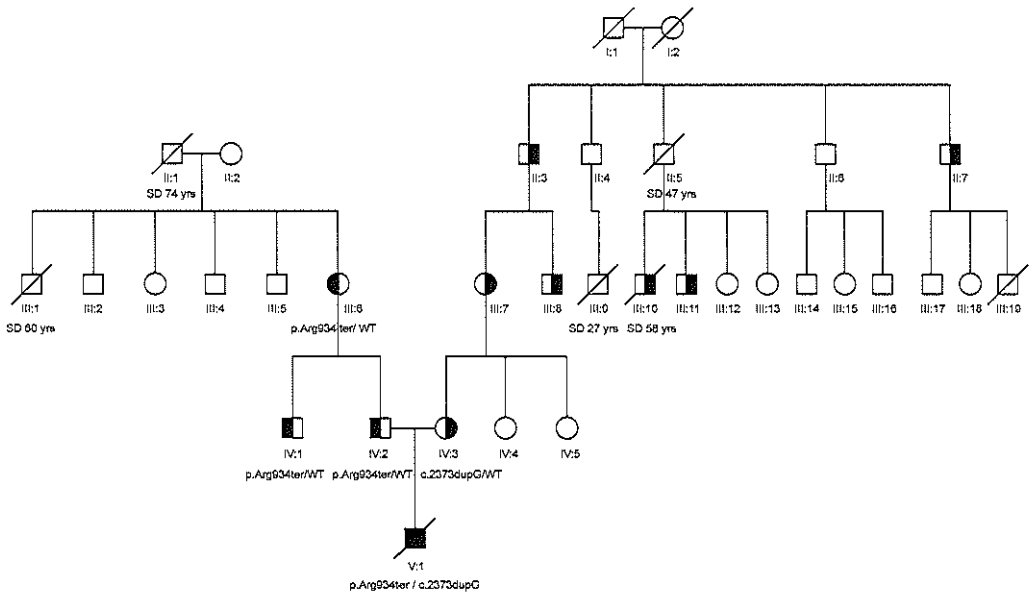 I:1 I:2
II:1 II:2 II:3 II:4 II:5 II:6 II:7
SD 74 yrs SD 47 yrs
III:1 III:2 III:3 III:4 III:5 III:6 III:7 III:8 III:9 III:10 III:11 III:12 III:13 III:14 III:15 III:16 III:17 III:18 III:19
SD 60 yrs p.Arg934ter/ WT SD 27 yrs SD 58 yrs
IV:1 IV:2 IV:3 IV:4 IV:5
p.Arg934ter/WT p.Arg934ter/WT c.2373dupG/WT
V:1
p.Arg934ter / c.2373dupG